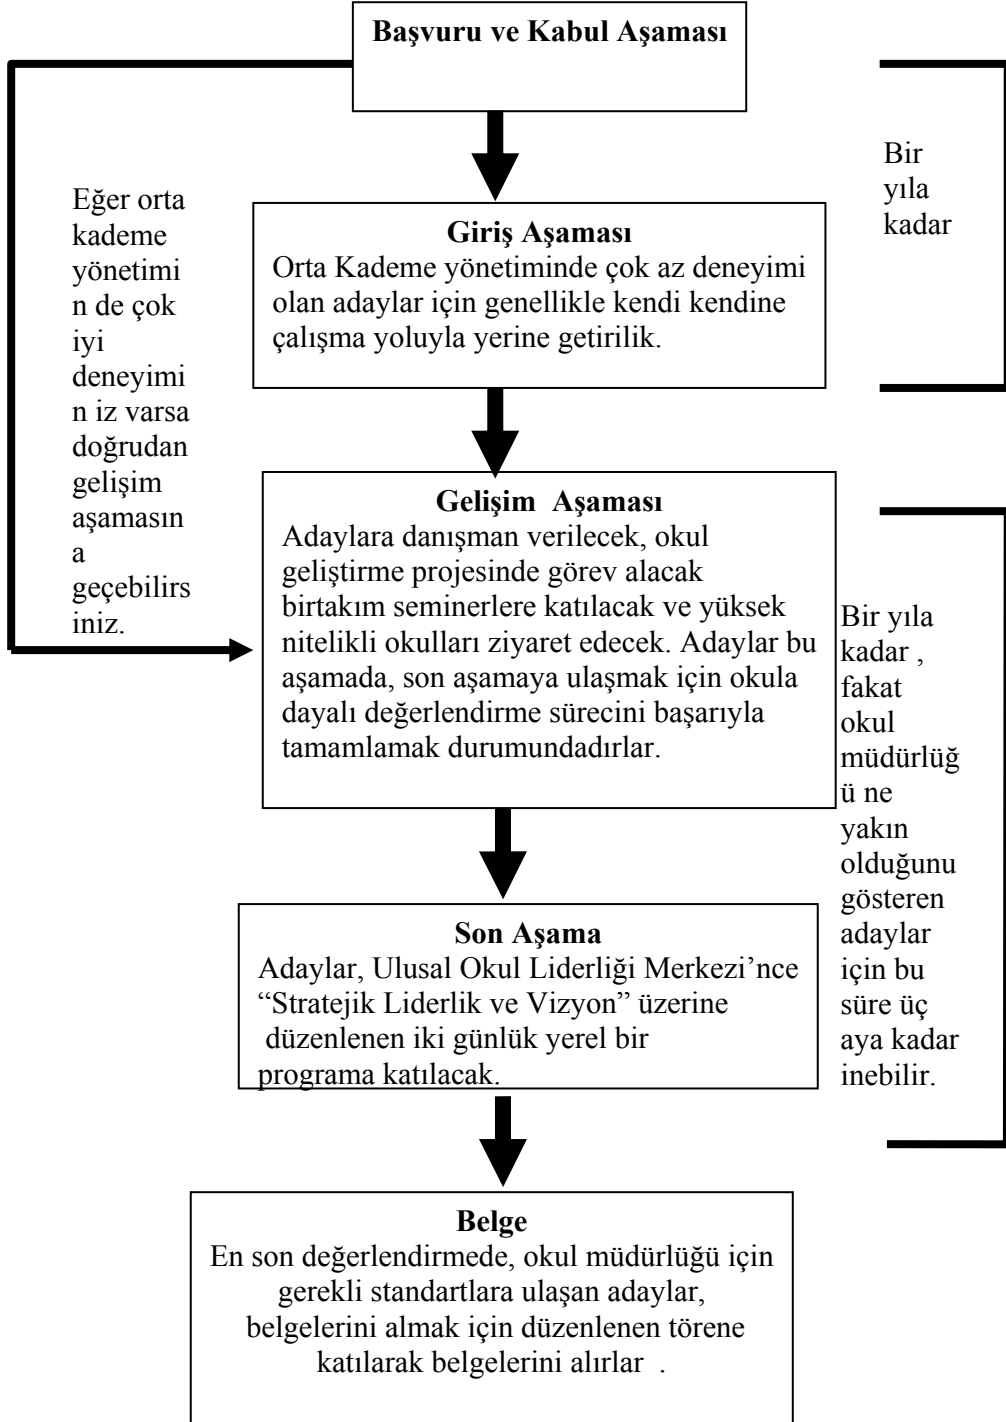 Başvuru ve Kabul Aşaması
Eğer orta
kademe
yönetimi
n de çok
iyi
deneyimi
n iz varsa
doğrudan
gelişim
aşamasın
a
geçebilirs
iniz.
Bir
yıla
kadar
Giriş Aşaması
Orta Kademe yönetiminde çok az deneyimi
olan adaylar için genellikle kendi kendine
çalışma yoluyla yerine getirilik.
Gelişim Aşaması
Adaylara danışman verilecek, okul
geliştirme projesinde görev alacak
birtakım seminerlere katılacak ve yüksek
nitelikli okulları ziyaret edecek. Adaylar bu
aşamada, son aşamaya ulaşmak için okula
dayalı değerlendirme sürecini başarıyla
tamamlamak durumundadırlar.
Bir yıla
kadar ,
fakat
okul
müdürlüğ
ü ne
yakın
olduğunu
gösteren
adaylar
için bu
süre üç
aya kadar
inebilir.
Son Aşama
Adaylar, Ulusal Okul Liderliği Merkezi’nce
“Stratejik Liderlik ve Vizyon” üzerine
düzenlenen iki günlük yerel bir
programa katılacak.
Belge
En son değerlendirmede, okul müdürlüğü için
gerekli standartlara ulaşan adaylar,
belgelerini almak için düzenlenen törene
katılarak belgelerini alırlar .